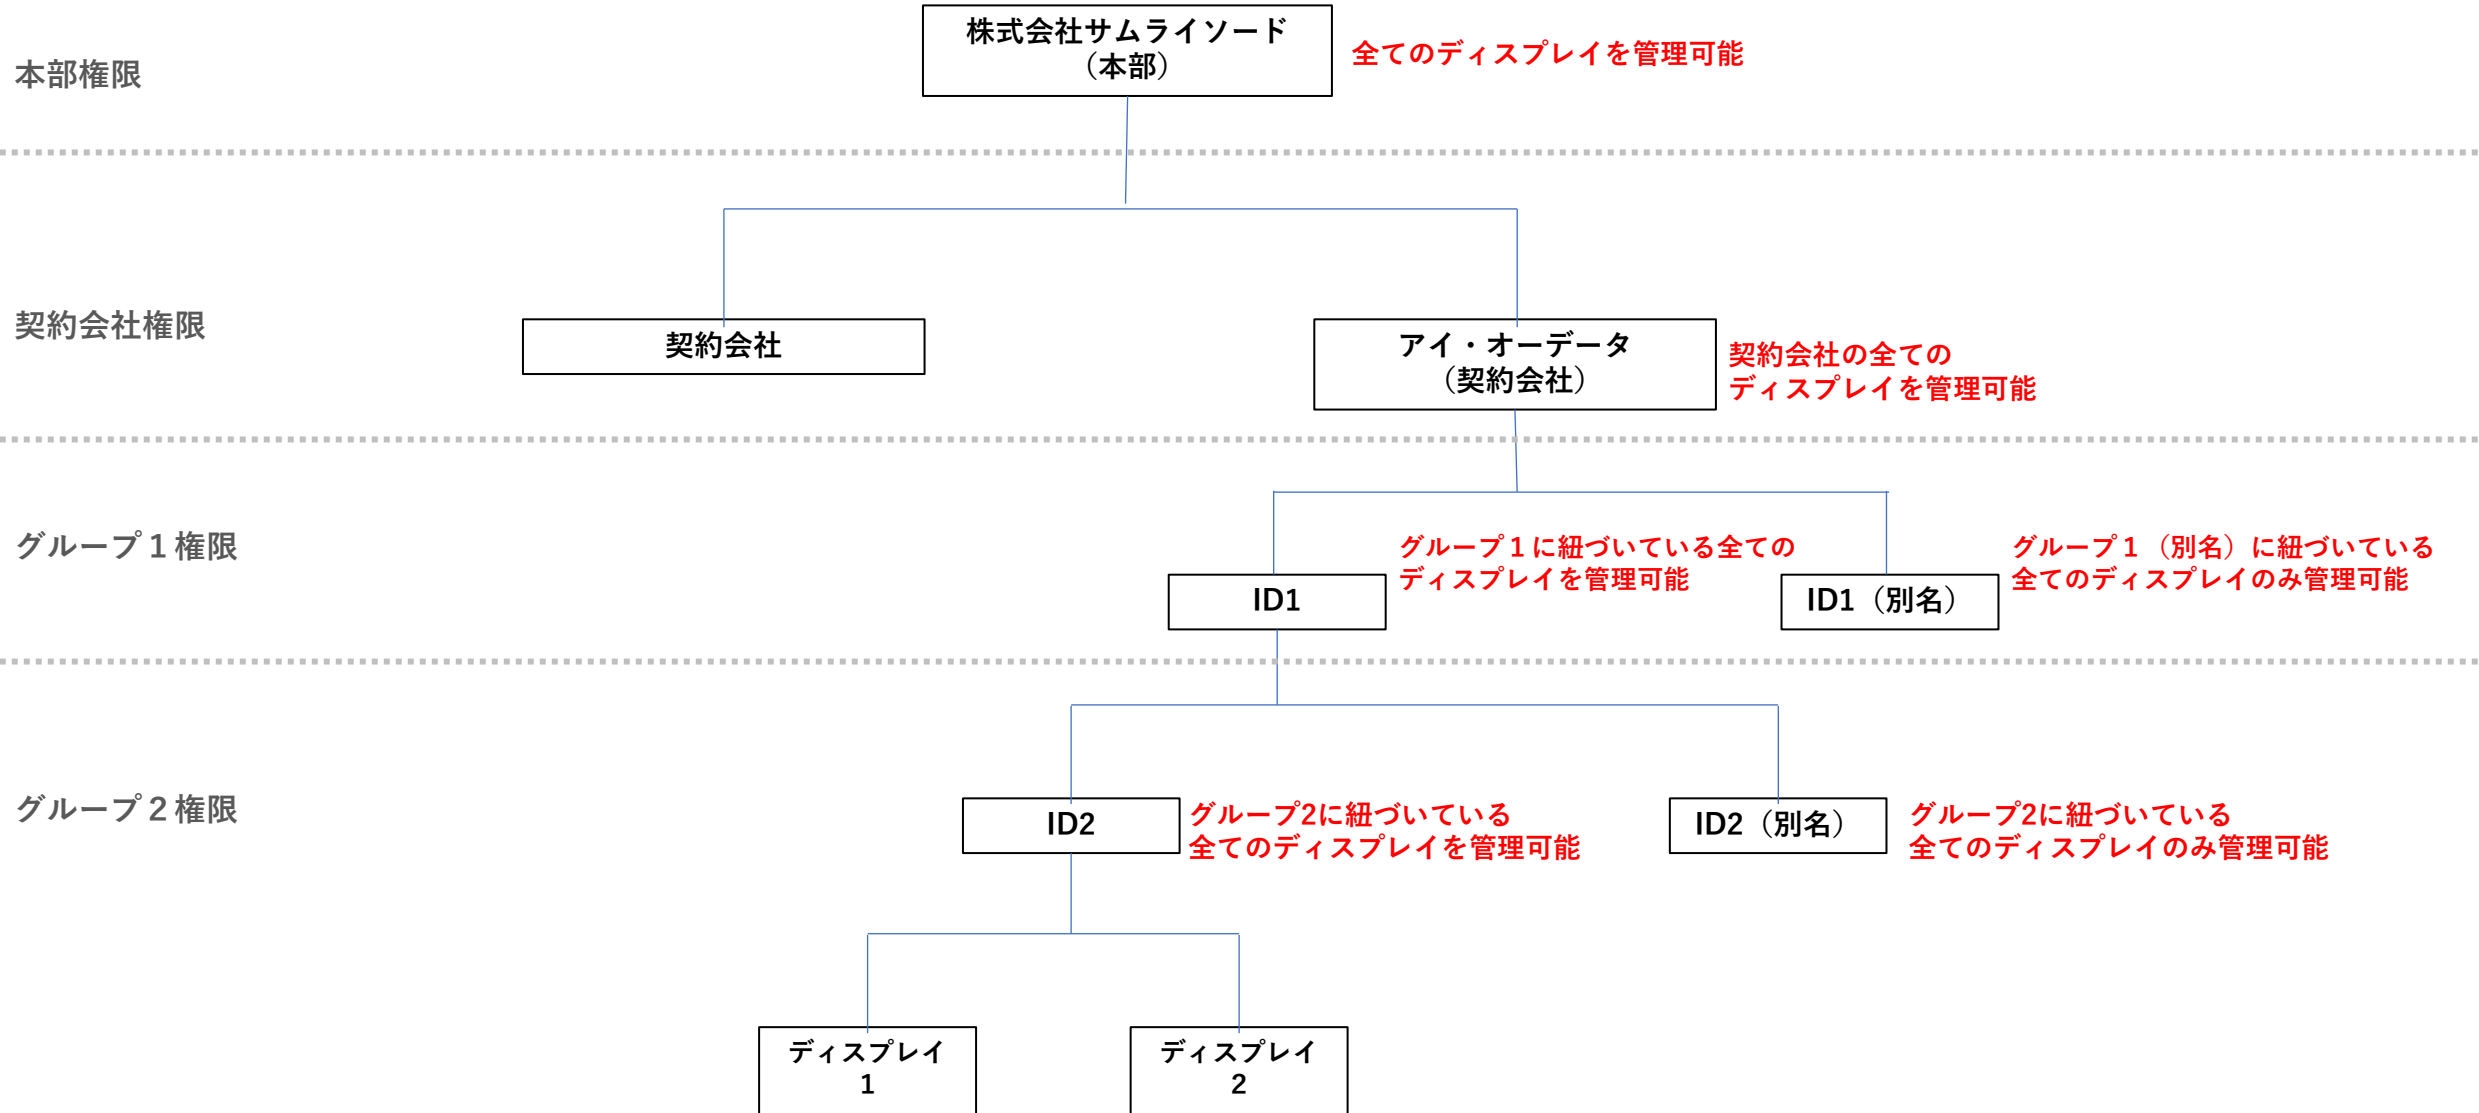 株式会社サムライソード
（本部）
全てのディスプレイを管理可能
本部権限
契約会社権限
契約会社
アイ・オーデータ
（契約会社）
契約会社の全ての
ディスプレイを管理可能
グループ１権限
グループ１に紐づいている全ての
ディスプレイを管理可能
グループ１（別名）に紐づいている
全てのディスプレイのみ管理可能
ID1
ID1（別名）
グループ２権限
ID2
グループ2に紐づいている
全てのディスプレイを管理可能
ID2（別名）
グループ2に紐づいている
全てのディスプレイのみ管理可能
ディスプレイ
1
ディスプレイ
2